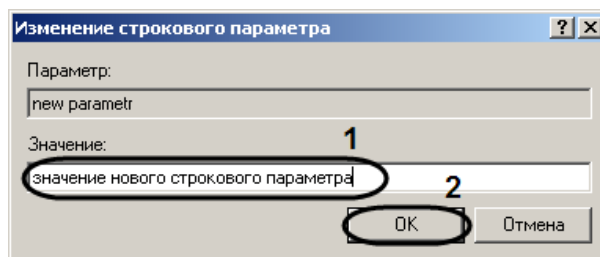 Изменение строкового параметра
Параметр:
new parametr
Значение:
1
значение нового строкового параметра
2
OK
Отмена